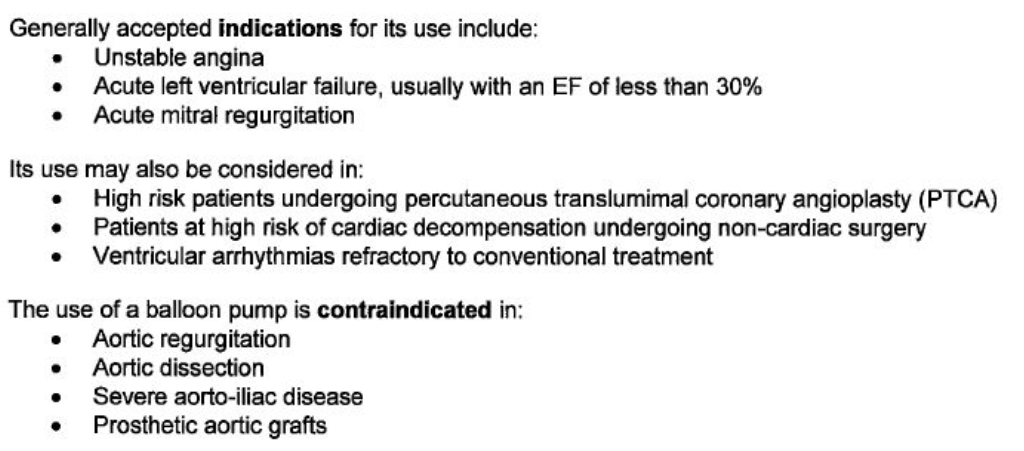 Generally accepted indications for its use include:
• Unstable angina
• Acute left ventricular failure, usually with an EF of less than 30%
• Acute mitral regurgitation
Its use may also be considered in:
• High risk patients undergoing percutaneous translumimal coronary angioplasty (PTCA)
• Patients at high risk of cardiac decompensation undergoing non-cardiac surgery
• Ventricular arrhythmias refractory to conventional treatment
The use of a balloon pump is contraindicated in:
• Aortic regurgitation
• Aortic dissection
• Severe aorto-iliac disease
• Prosthetic aortic grafts